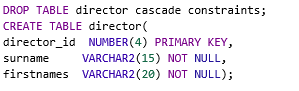 DROP TABLE director cascade constraints;
CREATE TABLE director(
director_id  NUMBER(4) PRIMARY KEY,
surname     VARCHAR2(15) NOT NULL,
firstnames  VARCHAR2(20) NOT NULL);